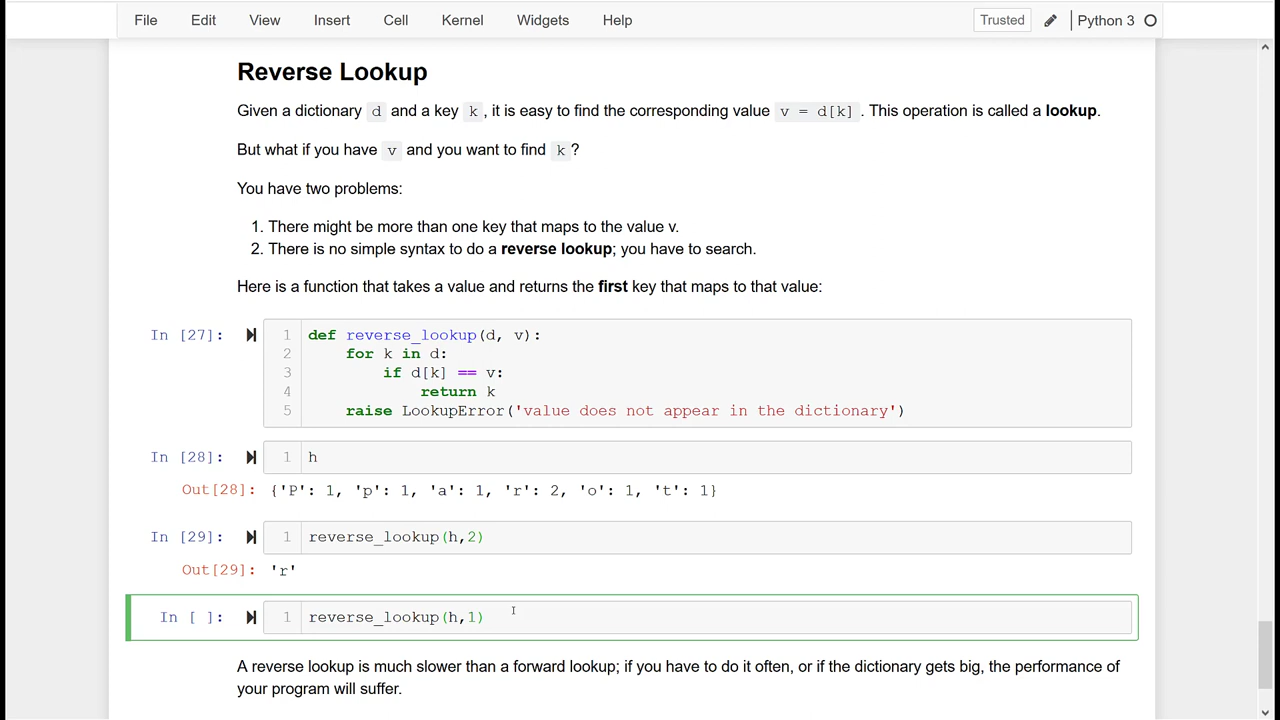 File Edit View Insert Cell Kernel Widgets Help Trusted Python 3
Reverse Lookup
Given a dictionary d and a key k , it is easy to find the corresponding value v = d[k] . This operation is called a lookup.
But what if you have v and you want to find k ?
You have two problems:
1. There might be more than one key that maps to the value v.
2. There is no simple syntax to do a reverse lookup; you have to search.
Here is a function that takes a value and returns the first key that maps to that value:
In [27]: 1 def reverse_lookup(d, v):
2 for k in d:
3 if d[k] == v:
4 return k
5 raise LookupError('value does not appear in the dictionary')
In [28]: 1 h
Out[28]: {'P': 1, 'p': 1, 'a': 1, 'r': 2, 'o': 1, 't': 1}
In [29]: 1 reverse_lookup(h,2)
Out[29]: 'r'
In [ ]: 1 reverse_lookup(h,1)
A reverse lookup is much slower than a forward lookup; if you have to do it often, or if the dictionary gets big, the performance of
your program will suffer.